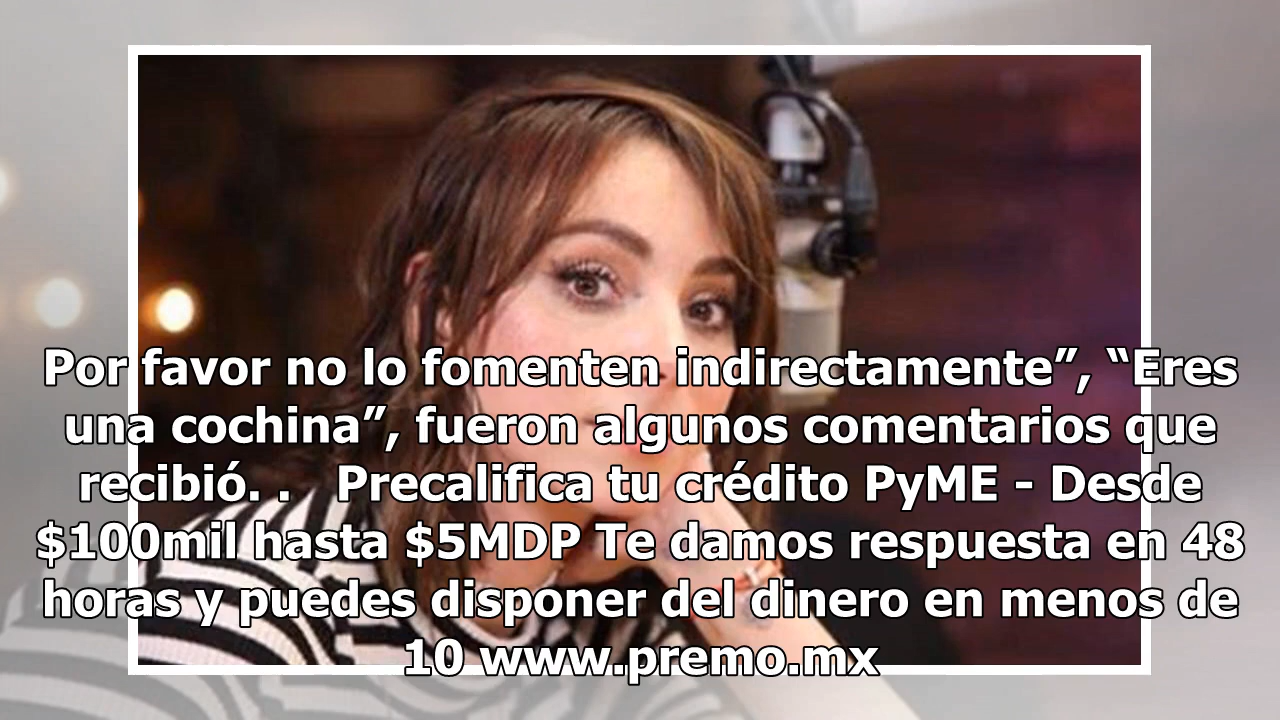 Por favor no lo fomenten indirectamente”, “Eres
una cochina”, fueron algunos comentarios que
recibió. .   Precalifica tu crédito PyME - Desde
$100mil hasta $5MDP Te damos respuesta en 48
horas y puedes disponer del dinero en menos de
10 www.premo.mx